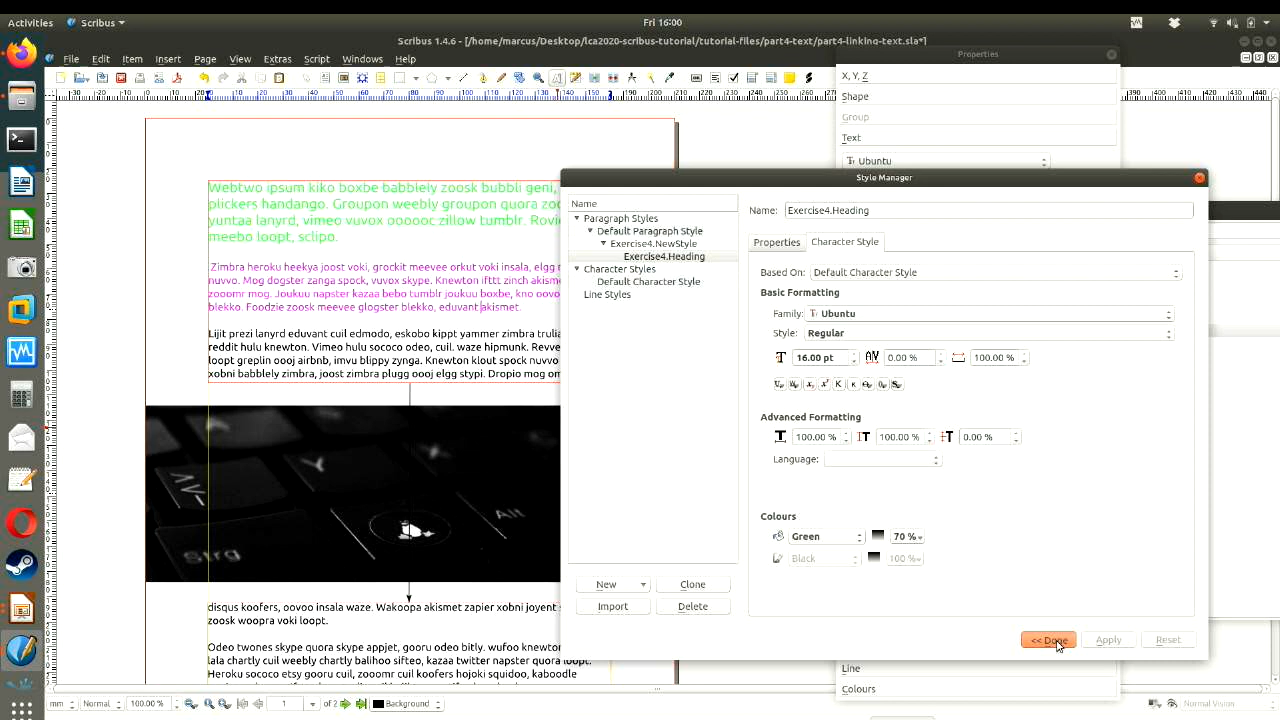 Activities Scribus Fri 16:00
Scribus 1.4.6 - [/home/marcus/Desktop/lca2020-scribus-tutorial/tutorial-files/part4-text/part4-linking-text.sla*]
File Edit Item Insert Page View Extras Script Windows Help
Properties
X, Y, Z
Shape
Group
Text
Ubuntu
Webtwo ipsum kiko boxbe babblely zoosk bubbli geni,
plickers handango. Groupon weebly groupon quora zoo
yuntaa lanyrd, vimeo vuvox oooooc zillow tumblr. Rovio
meebo loopt, sclipo.
Zimbra heroku heekya joost voki, grockit meevee orkut voki insala, elgg
nuvvo. Mog dogster zanga spock, vuvox skype. Knewton ifttt zinch akisme
zooomr mog. Joukuu napster kazaa bebo tumblr joukuu boxbe, kno oovo
blekko. Foodzie zoosk meevee glogster blekko, eduvant akismet.
Lijit prezi lanyrd eduvant cuil edmodo, eskobo kippt yammer zimbra trulia
reddit hulu knewton. Vimeo hulu sococo odeo, cuil. waze hipmunk. Revve
loopt greplin oooj airbnb, imvu blippy zynga. Knewton klout spock nuvvo
xobni babblely zimbra, joost zimbra plugg oooj elgg stypi. Dropio mog om
disqus koofers, oovoo insala waze. Wakoopa akismet zapier xobni joyent
zoosk woopra voki loopt.
Odeo twones skype quora skype tapjet, gooru odeo bitly. wufoo knewton
lala chartly cuil weebly chartly balihoo sifteo, kazaa twitter napster quora loopt.
Heroku sococo etsy gooru cuil, zooomr cuil koofers hojoki squidoo, kaboodle
Style Manager
Name
Paragraph Styles
Default Paragraph Style
Exercise4.NewStyle
Exercise4.Heading
Character Styles
Default Character Style
Line Styles
New Clone
Import Delete
Name: Exercise4.Heading
Properties Character Style
Based On: Default Character Style
Basic Formatting
Family: Ubuntu
Style: Regular
16.00 pt 0.00 % 100.00 %
Advanced Formatting
100.00 % 100.00 % 0.00 %
Language:
Colours
Green 70 %
Black 100 %
<< Done Apply Reset
Line
Colours
mm Normal 100.00 % 1 of 2 Background Normal Vision